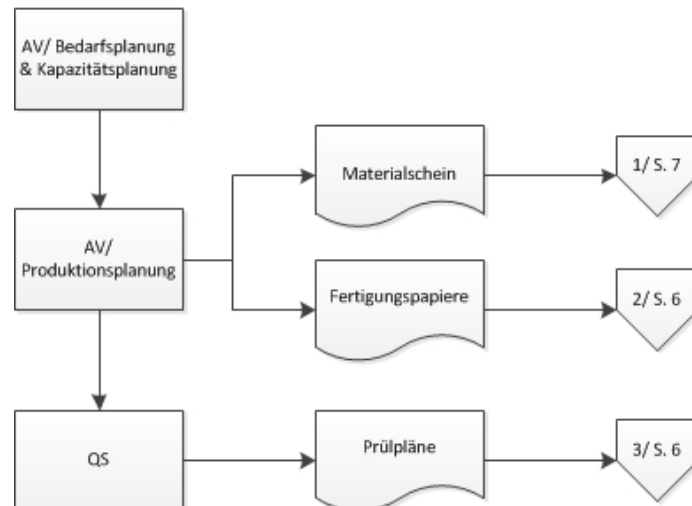 AV/ Bedarfsplanung
& Kapazitätsplanung
Materialschein
1/ S. 7
AV/
Produktionsplanung
Fertigungspapiere
2/ S. 6
QS
Prülpläne
3/ S. 6